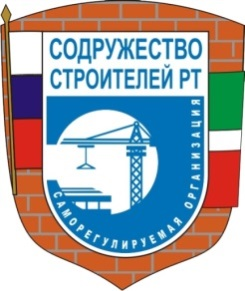 СОДРУЖЕСТВО
СТРОИТЕЛЕЙ РТ
САМОРЕГУЛИРУЕМАЯ ОРГАНИЗАЦИЯ